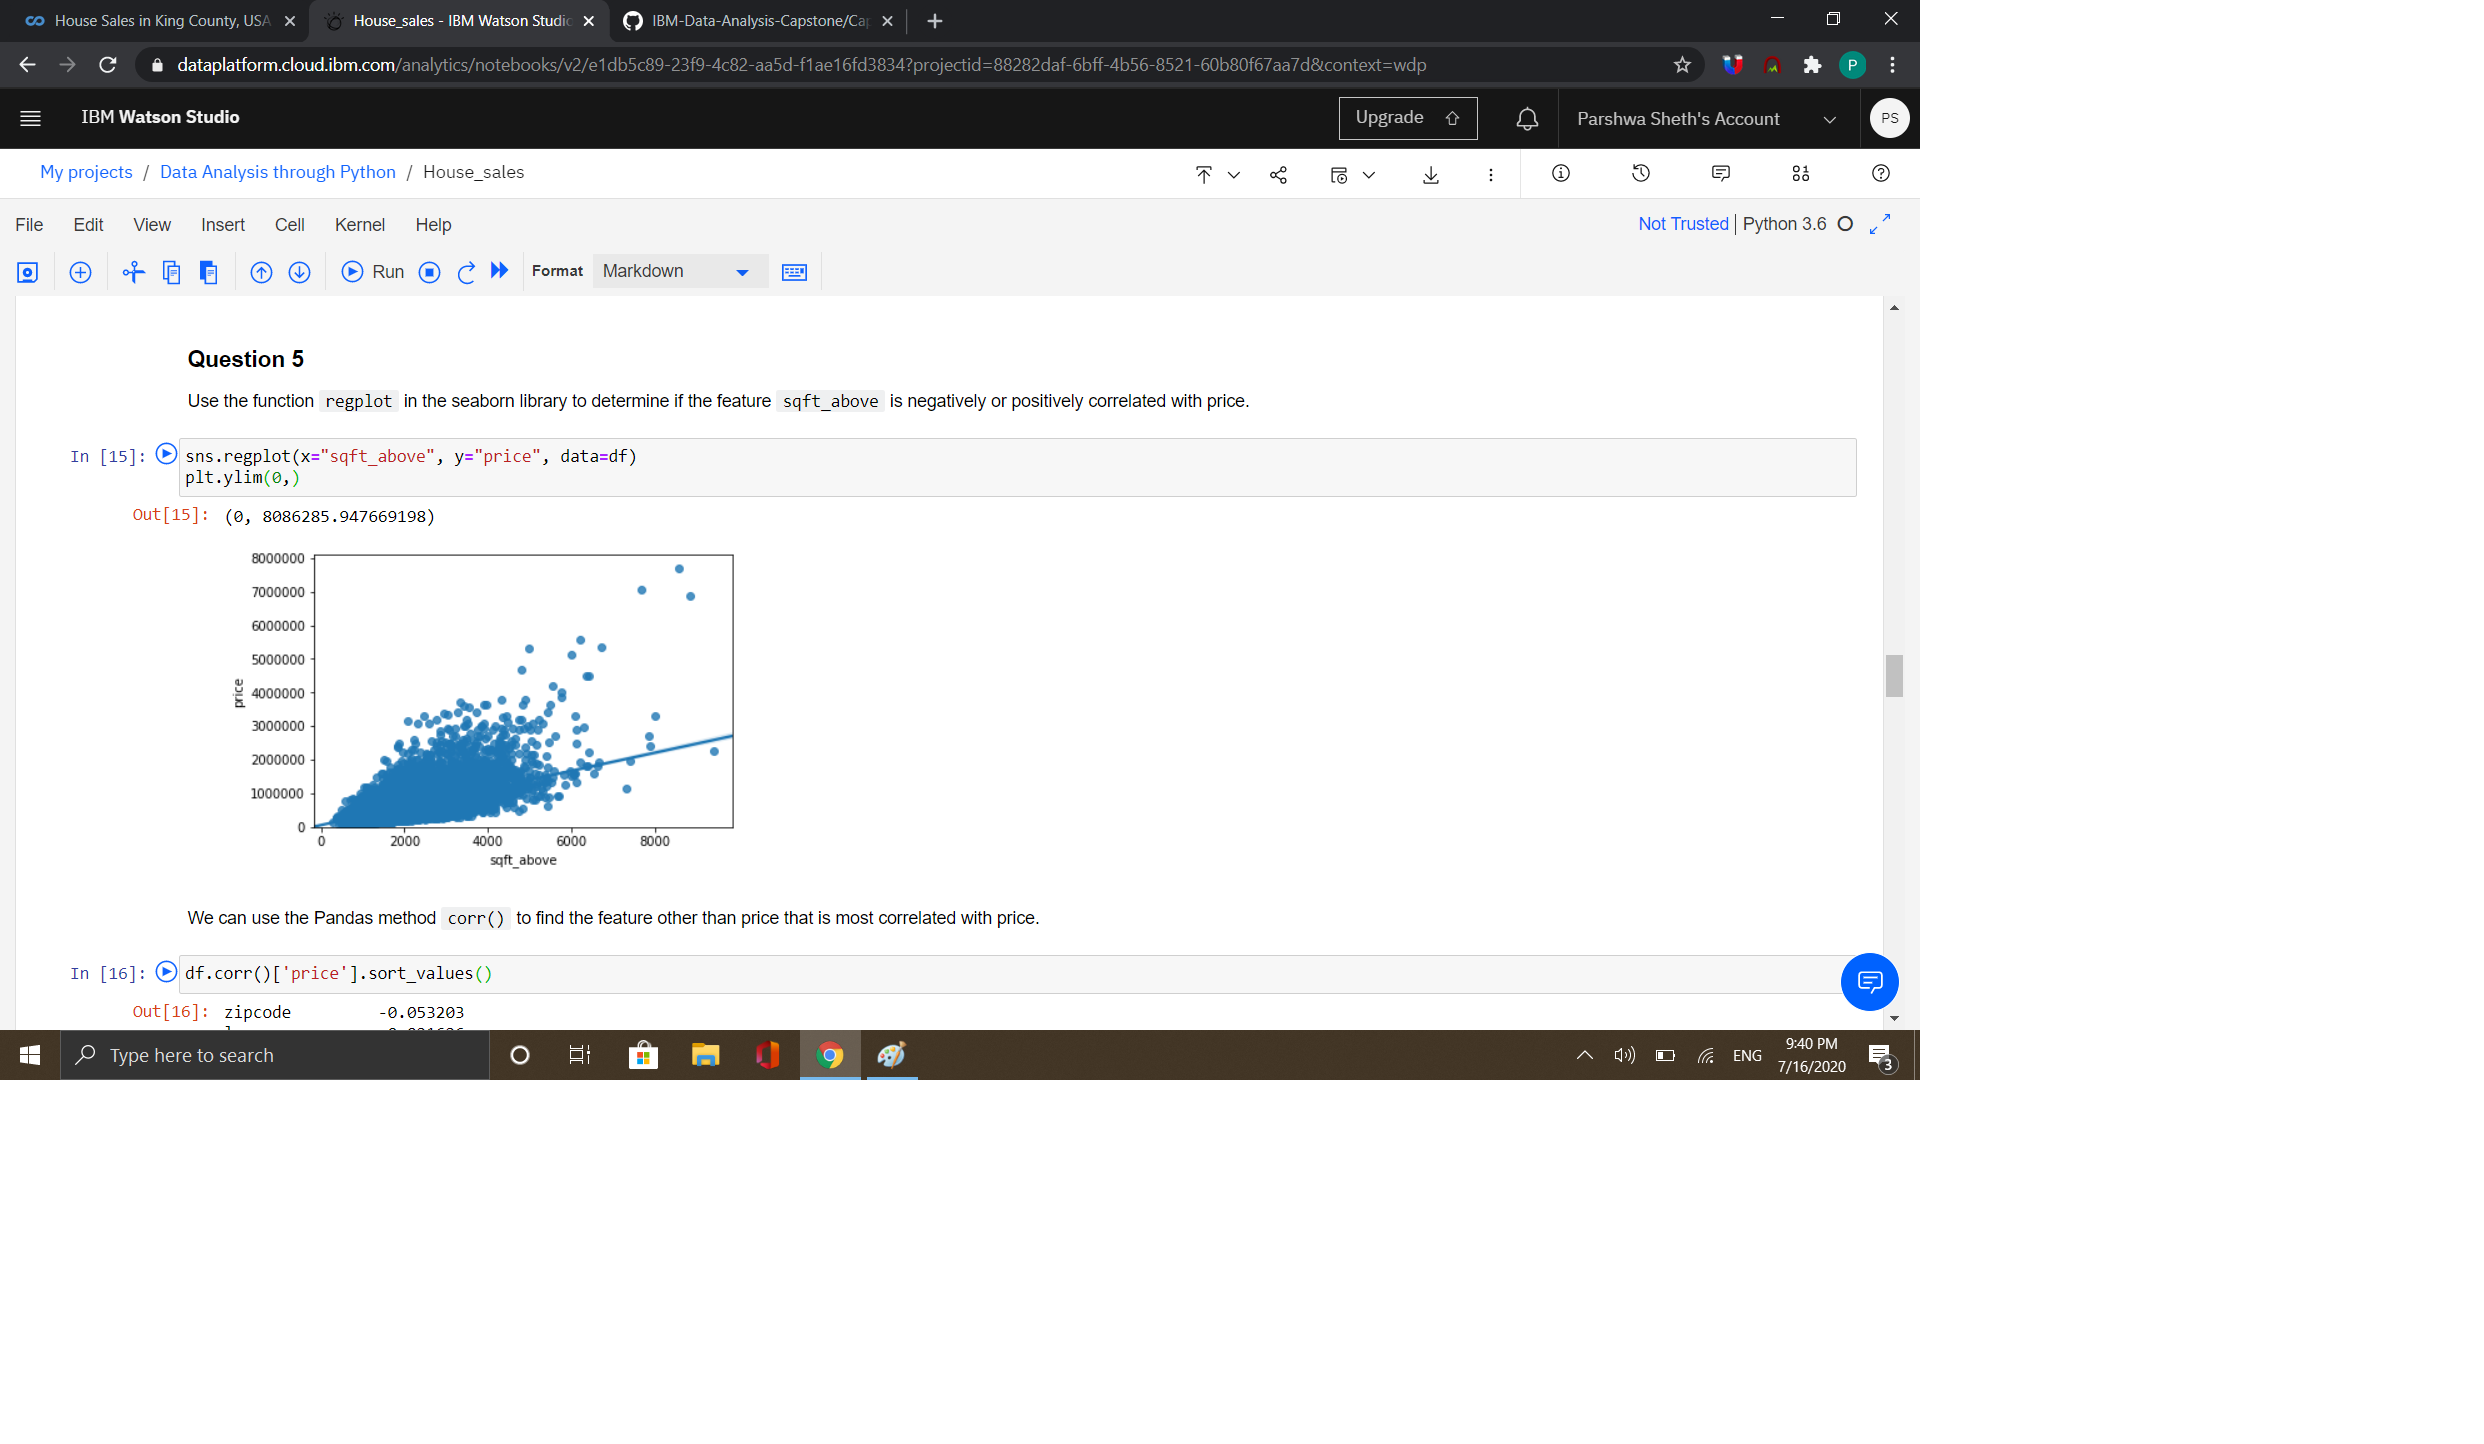 House Sales in King County, USA
House_sales - IBM Watson Studio
IBM-Data-Analysis-Capstone/Cap
dataplatform.cloud.ibm.com/analytics/notebooks/v2/e1db5c89-23f9-4c82-aa5d-f1ae16fd3834?projectid=88282daf-6bff-4b56-8521-60b80f67aa7d&context=wdp
P
IBM Watson Studio
Upgrade
Parshwa Sheth's Account
PS
My projects / Data Analysis through Python / House_sales
File Edit View Insert Cell Kernel Help
Not Trusted | Python 3.6
Run
Format
Markdown
Question 5
Use the function regplot in the seaborn library to determine if the feature sqft_above is negatively or positively correlated with price.
In [15]:
sns.regplot(x="sqft_above", y="price", data=df)
plt.ylim(0,)
Out[15]: (0, 8086285.947669198)
8000000
7000000
6000000
5000000
4000000
3000000
2000000
1000000
0
price
0 2000 4000 6000 8000
sqft_above
We can use the Pandas method corr() to find the feature other than price that is most correlated with price.
In [16]: df.corr()['price'].sort_values()
Out[16]: zipcode -0.053203
Type here to search
ENG
9:40 PM
7/16/2020
3